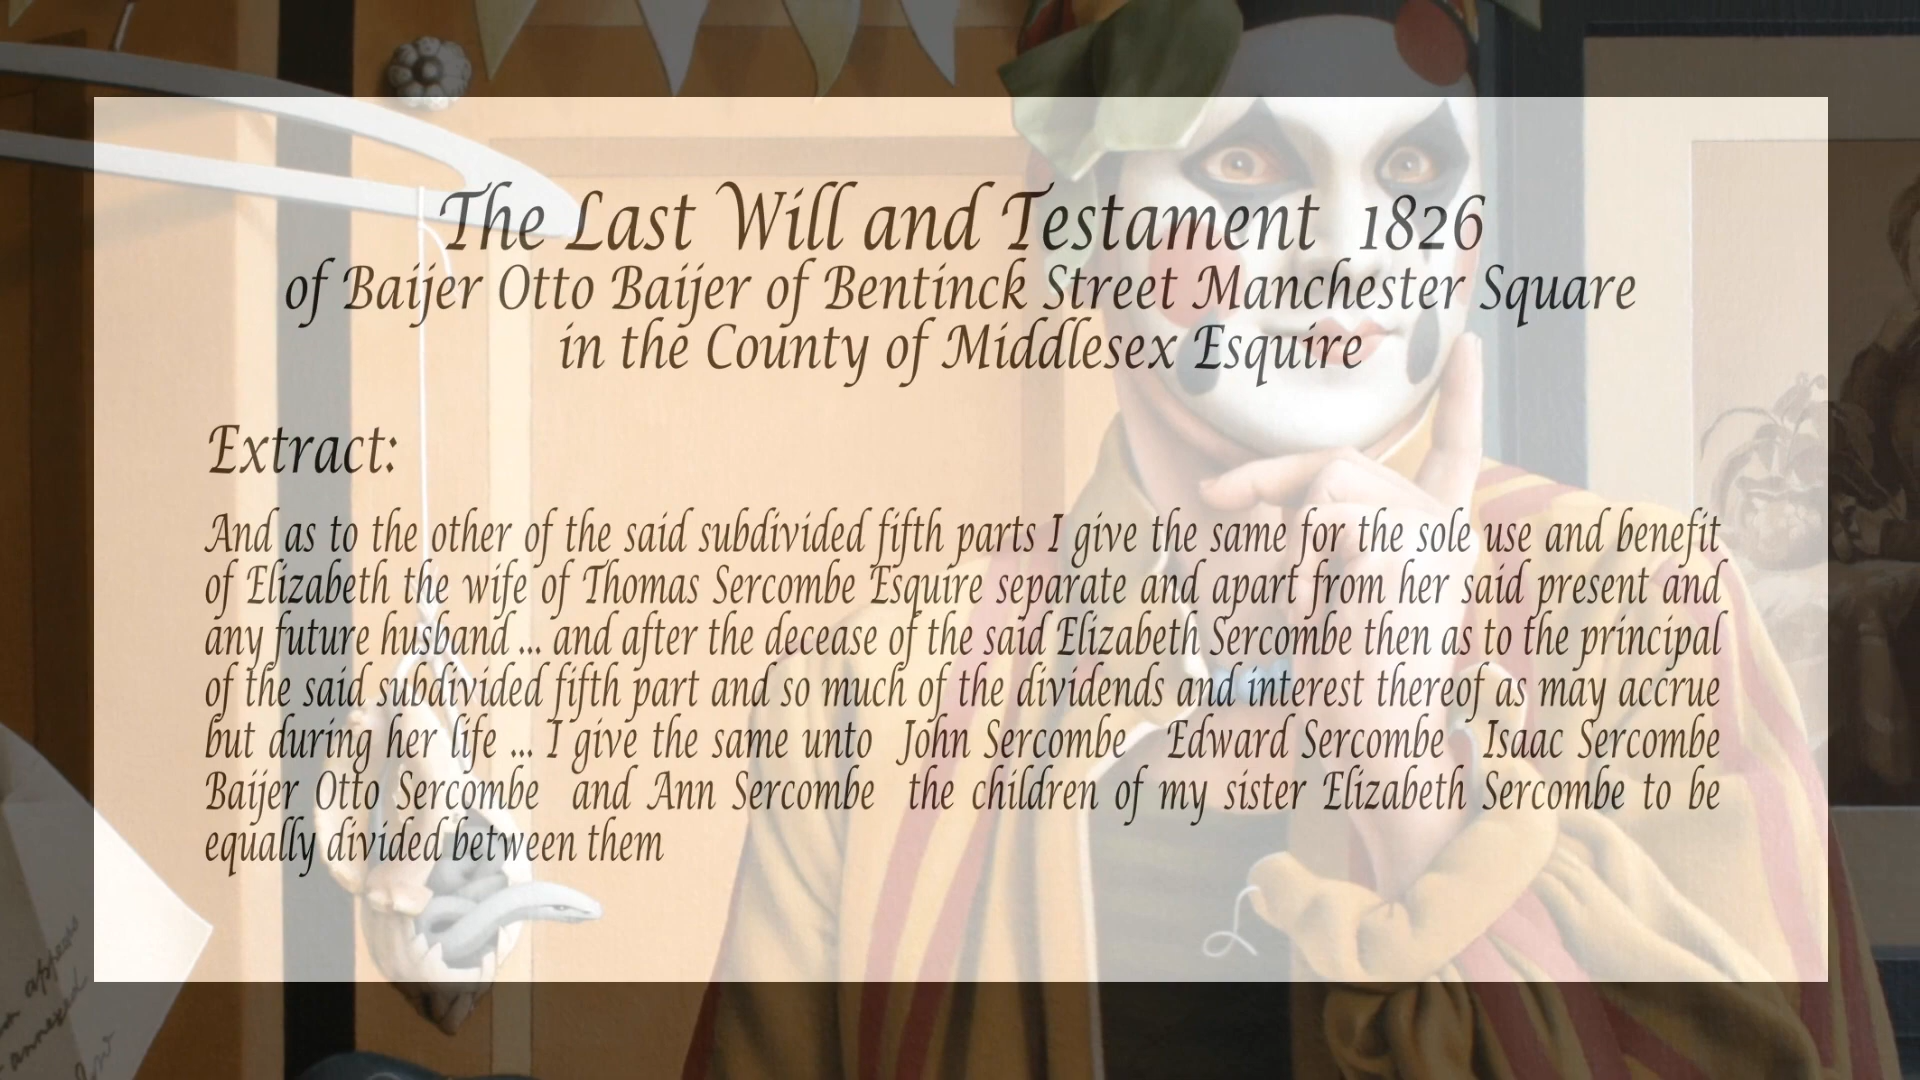 The Last Will and Testament 1826
of Baijer Otto Baijer of Bentinck Street Manchester Square
in the County of Middlesex Esquire
Extract:
And as to the other of the said subdivided fifth parts I give the same for the sole use and benefit
of Elizabeth the wife of Thomas Sercombe Esquire separate and apart from her said present and
any future husband ... and after the decease of the said Elizabeth Sercombe then as to the principal
of the said subdivided fifth part and so much of the dividends and interest thereof as may accrue
but during her life ... I give the same unto John Sercombe Edward Sercombe Isaac Sercombe
Baijer Otto Sercombe and Ann Sercombe the children of my sister Elizabeth Sercombe to be
equally divided between them
appears
annexed